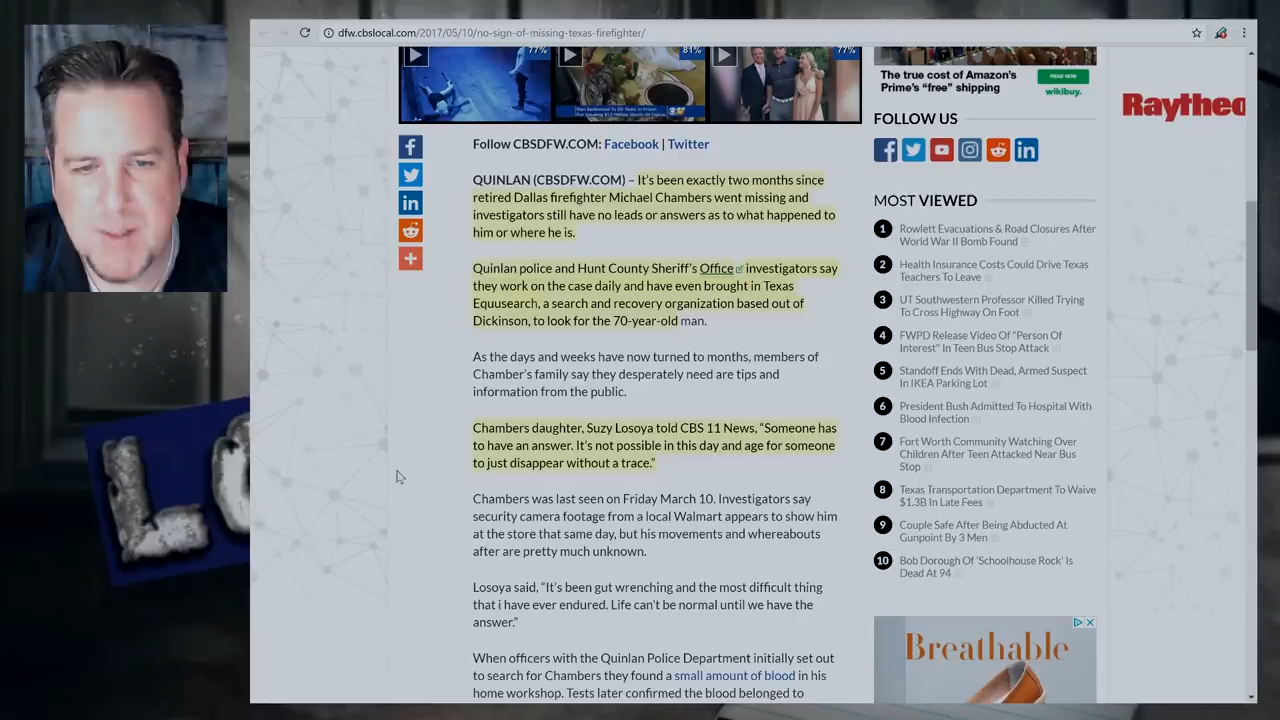 dfw.cbslocal.com/2017/05/10/no-sign-of-missing-texas-firefighter/
77%
81%
77%
The true cost of Amazon's
Prime's "free" shipping
READ NOW
wikibuy.
Raytheo
Follow CBSDFW.COM: Facebook | Twitter
QUINLAN (CBSDFW.COM) – It's been exactly two months since
retired Dallas firefighter Michael Chambers went missing and
investigators still have no leads or answers as to what happened to
him or where he is.
Quinlan police and Hunt County Sheriff's Office investigators say
they work on the case daily and have even brought in Texas
Equusearch, a search and recovery organization based out of
Dickinson, to look for the 70-year-old man.
As the days and weeks have now turned to months, members of
Chamber's family say they desperately need are tips and
information from the public.
Chambers daughter, Suzy Losoya told CBS 11 News, "Someone has
to have an answer. It's not possible in this day and age for someone
to just disappear without a trace."
Chambers was last seen on Friday March 10. Investigators say
security camera footage from a local Walmart appears to show him
at the store that same day, but his movements and whereabouts
after are pretty much unknown.
Losoya said, "It's been gut wrenching and the most difficult thing
that i have ever endured. Life can't be normal until we have the
answer."
When officers with the Quinlan Police Department initially set out
to search for Chambers they found a small amount of blood in his
home workshop. Tests later confirmed the blood belonged to
FOLLOW US
MOST VIEWED
1 Rowlett Evacuations & Road Closures After
World War II Bomb Found
2 Health Insurance Costs Could Drive Texas
Teachers To Leave
3 UT Southwestern Professor Killed Trying
To Cross Highway On Foot
4 FWPD Release Video Of "Person Of
Interest" In Teen Bus Stop Attack
5 Standoff Ends With Dead, Armed Suspect
In IKEA Parking Lot
6 President Bush Admitted To Hospital With
Blood Infection
7 Fort Worth Community Watching Over
Children After Teen Attacked Near Bus
Stop
8 Texas Transportation Department To Waive
$1.3B In Late Fees
9 Couple Safe After Being Abducted At
Gunpoint By 3 Men
10 Bob Dorough Of 'Schoolhouse Rock' Is
Dead At 94
Breathable
LO